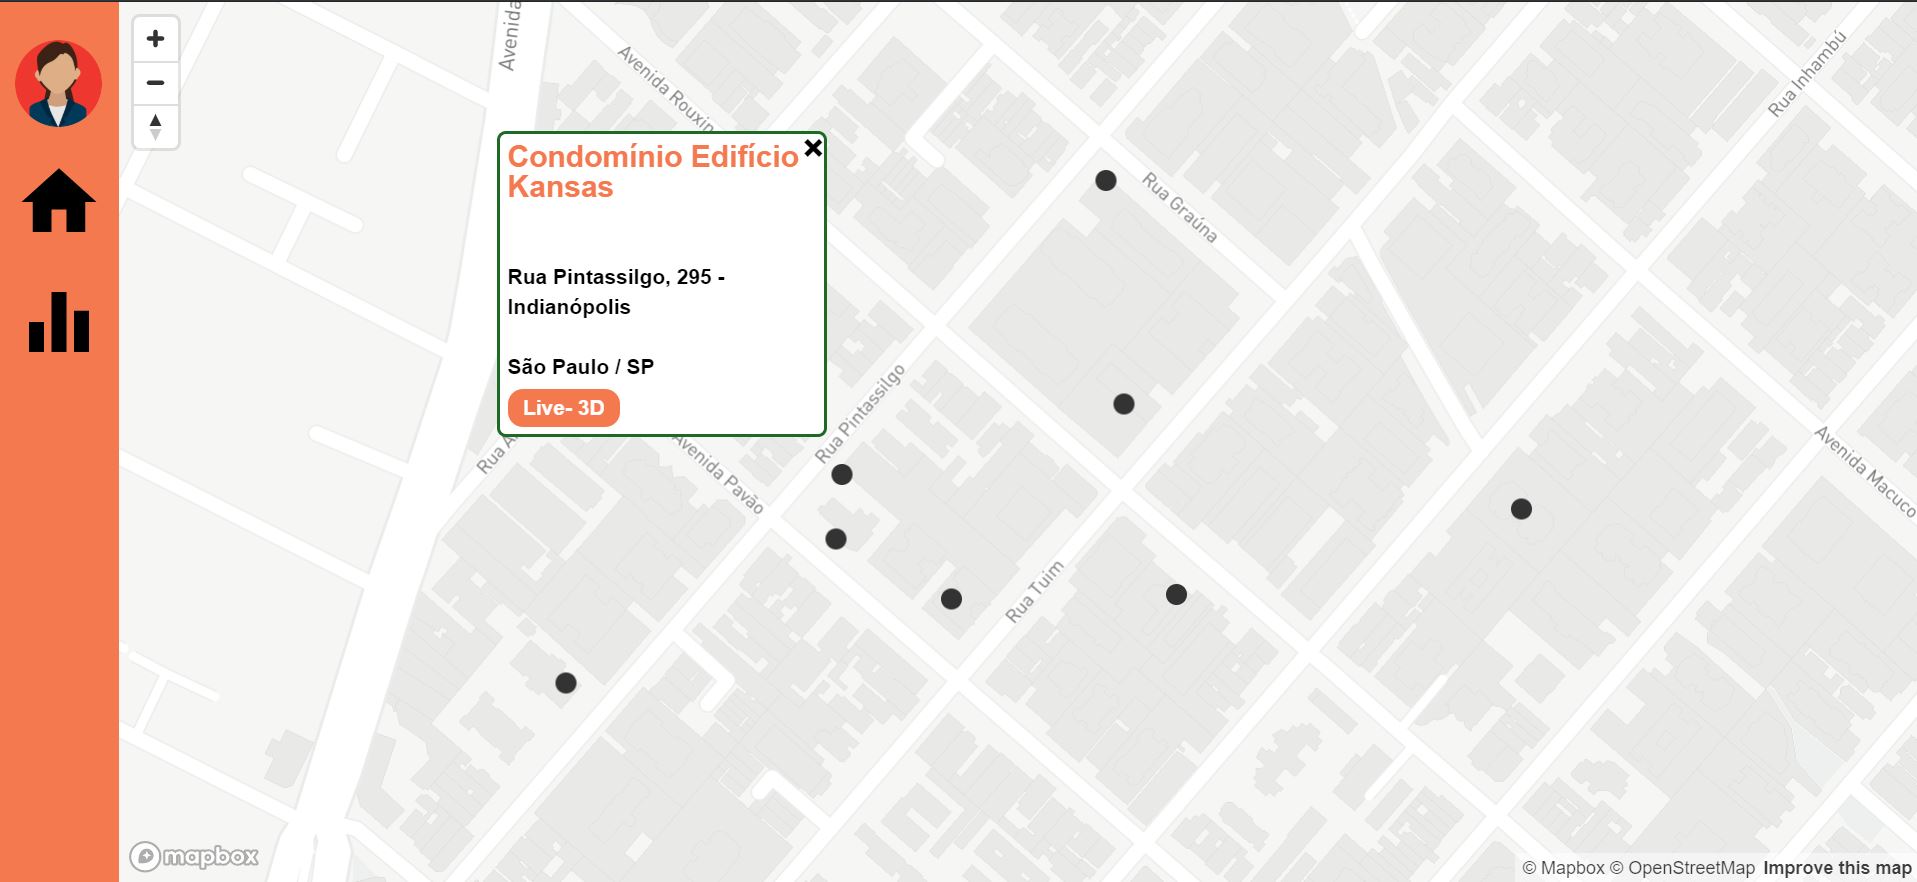 Avenida
Avenida Rouxin
Rua Inhambú
Condomínio Edifício
Kansas
Rua Graúna
Rua Pintassilgo, 295 -
Indianópolis
São Paulo / SP
Live- 3D
Rua Pintassilgo
Rua A
Avenida Pavão
Avenida Macuco
Rua Tuim
mapbox
© Mapbox © OpenStreetMap Improve this map